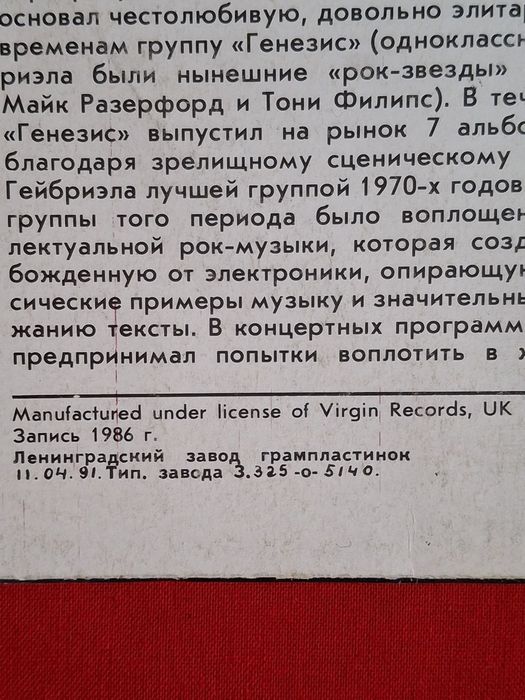 основал честолюбивую, довольно элита
временам группу «Генезис» (одноклассн
риэла были нынешние «рок-звезды»
Майк Разерфорд и Тони Филипс). В теч
«Генезис» выпустил на рынок 7 альбо
благодаря зрелищному сценическому
Гейбриэла лучшей группой 1970-х годов
группы того периода было воплощен
лектуальной рок-музыки, которая созд
божденную от электроники, опирающую
сические примеры музыку и значительны
жанию тексты. В концертных программ
предпринимал попытки воплотить в х
Manufactured under license of Virgin Records, UK
Запись 1986 г.
Ленинградский завод грампластинок
11.04.91. Тип. завода З.325-о-5140.